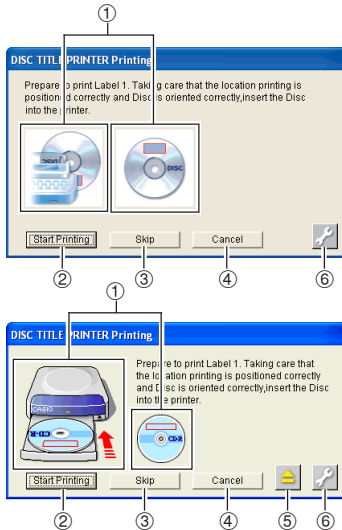 ①
DISC TITLE PRINTER Printing
Prepare to print Label 1. Taking care that the location printing is
positioned correctly and Disc is oriented correctly,insert the Disc
into the printer.
CASIO
DISC
Start Printing
Skip
Cancel
②
③
④
⑥
①
DISC TITLE PRINTER Printing
Prepare to print Label 1. Taking care that
the location printing is positioned correctly
and Disc is oriented correctly,insert the Disc
into the printer.
CASIO
CD-R
CD-R
Start Printing
Skip
Cancel
②
③
④
⑤
⑥